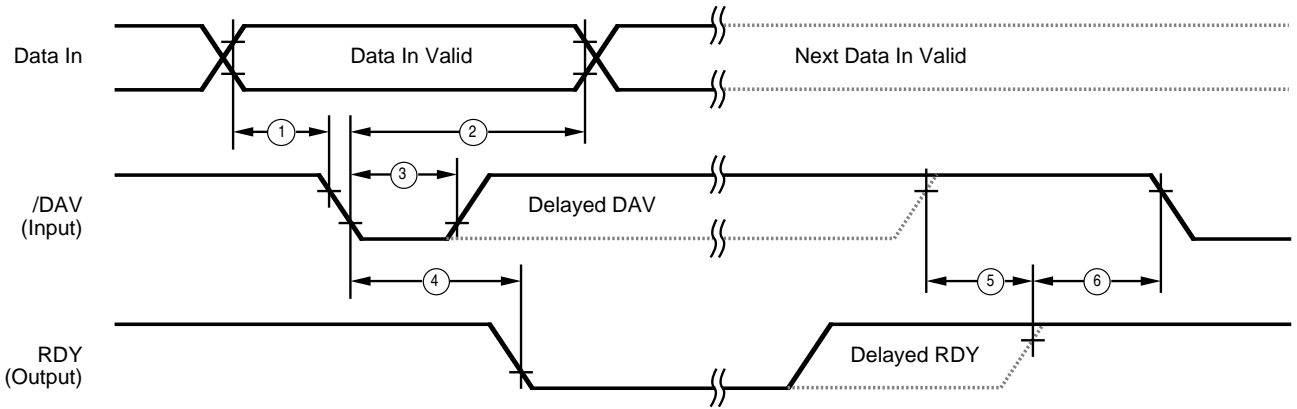 Data In
Data In Valid
Next Data In Valid
1
2
3
/DAV
(Input)
Delayed DAV
4
5
6
RDY
(Output)
Delayed RDY